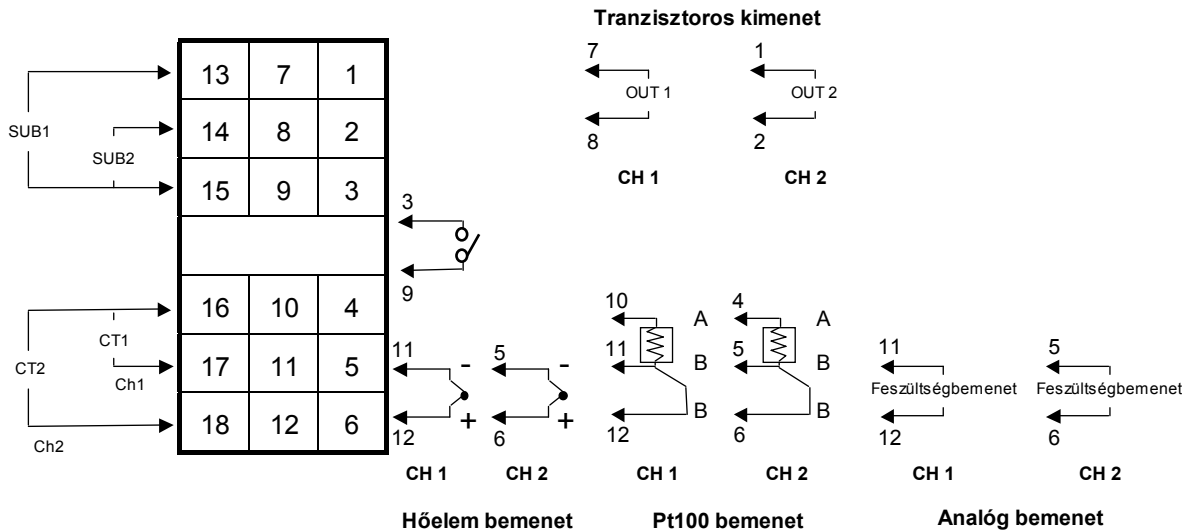 Tranzisztoros kimenet
7 1
OUT 1 OUT 2
8 2
CH 1 CH 2
13 7 1
14 8 2
15 9 3
SUB1
SUB2
3
9
16 10 4
17 11 5
18 12 6
CT1
CT2
Ch1
Ch2
11 - 5 -
12 + 6 +
CH 1 CH 2
Hőelem bemenet
10 A 4 A
11 B 5 B
12 B 6 B
CH 1 CH 2
Pt100 bemenet
11 5
Feszültségbemenet Feszültségbemenet
12 6
CH 1 CH 2
Analóg bemenet